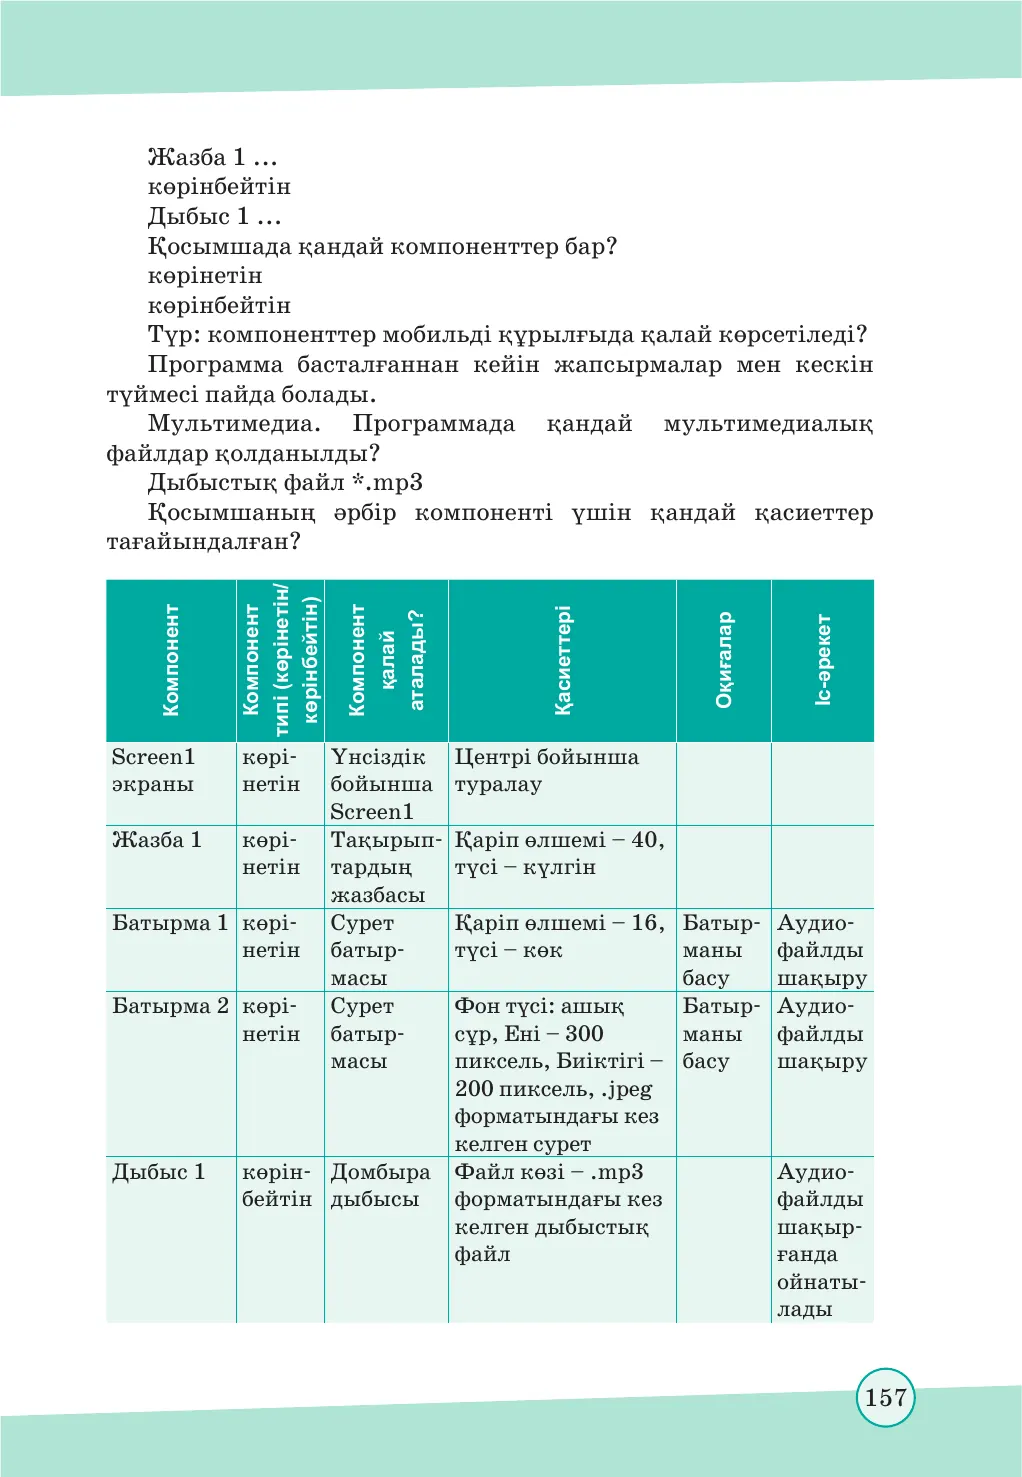 Жазба 1 ...
көрінбейтін
Дыбыс 1 ...
Қосымшада қандай компоненттер бар?
көрінетін
көрінбейтін
Түр: компоненттер мобильді құрылғыда қалай көрсетіледі?
Программа басталғаннан кейін жапсырмалар мен кескін
түймесі пайда болады.
Мультимедиа. Программада қандай мультимедиалық
файлдар қолданылды?
Дыбыстық файл *.mp3
Қосымшаның әрбір компоненті үшін қандай қасиеттер
тағайындалған?
Компонент
Компонент
типі (көрінетін/
көрінбейтін)
Компонент
қалай
аталады?
Қасиеттері
Оқиғалар
Іс-әрекет
Screen1
экраны
көрі-
нетін
Үнсіздік
бойынша
Screen1
Центрі бойынша
туралау
Жазба 1
көрі-
нетін
Тақырып-
тардың
жазбасы
Қаріп өлшемі – 40,
түсі – күлгін
Батырма 1
көрі-
нетін
Сурет
батыр-
масы
Қаріп өлшемі – 16,
түсі – көк
Батыр-
маны
басу
Аудио-
файлды
шақыру
Батырма 2
көрі-
нетін
Сурет
батыр-
масы
Фон түсі: ашық
сұр, Ені – 300
пиксель, Биіктігі –
200 пиксель, .jpeg
форматындағы кез
келген сурет
Батыр-
маны
басу
Аудио-
файлды
шақыру
Дыбыс 1
көрін-
бейтін
Домбыра
дыбысы
Файл көзі – .mp3
форматындағы кез
келген дыбыстық
файл
Аудио-
файлды
шақыр-
ғанда
ойнаты-
лады
157